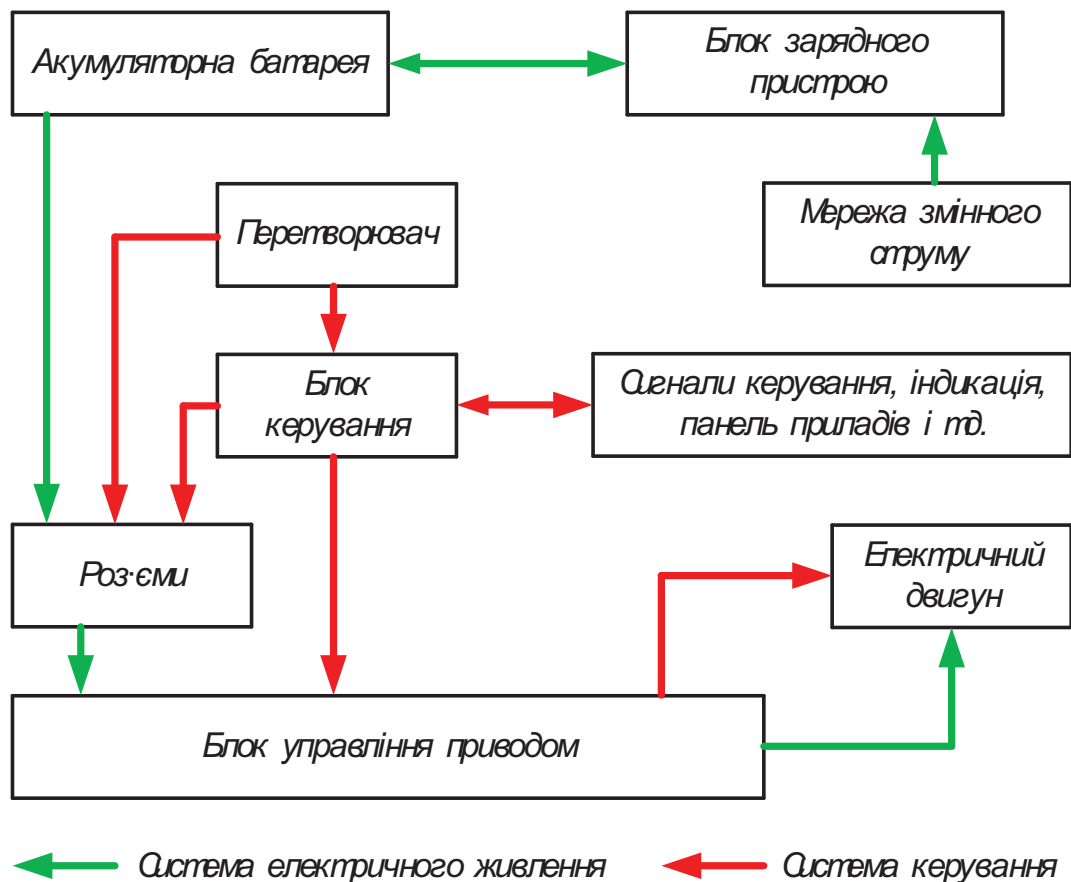 Акумуляторна батарея
Блок зарядного
пристрою
Мережа змінного
струму
Перетворювач
Блок
керування
Сигнали керування, індикація,
панель приладів і тд.
Роз·єми
Електричний
двигун
Блок управління приводом
Система електричного живлення
Система керування